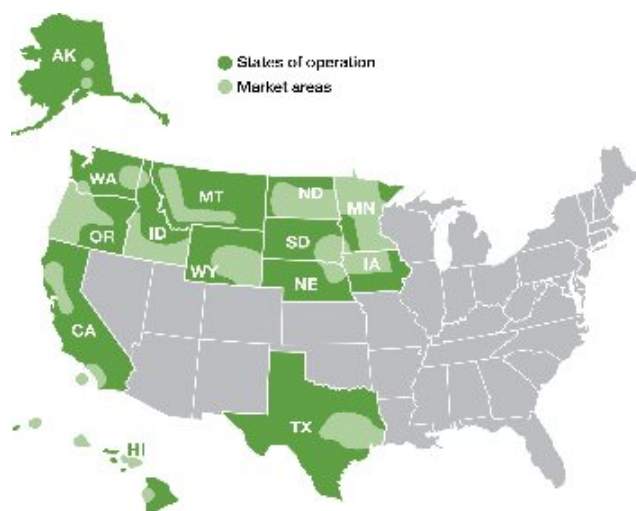 AK
States of operation
Market areas
WA
MT
ND
MN
OR
ID
SD
WY
IA
NE
CA
TX
HI